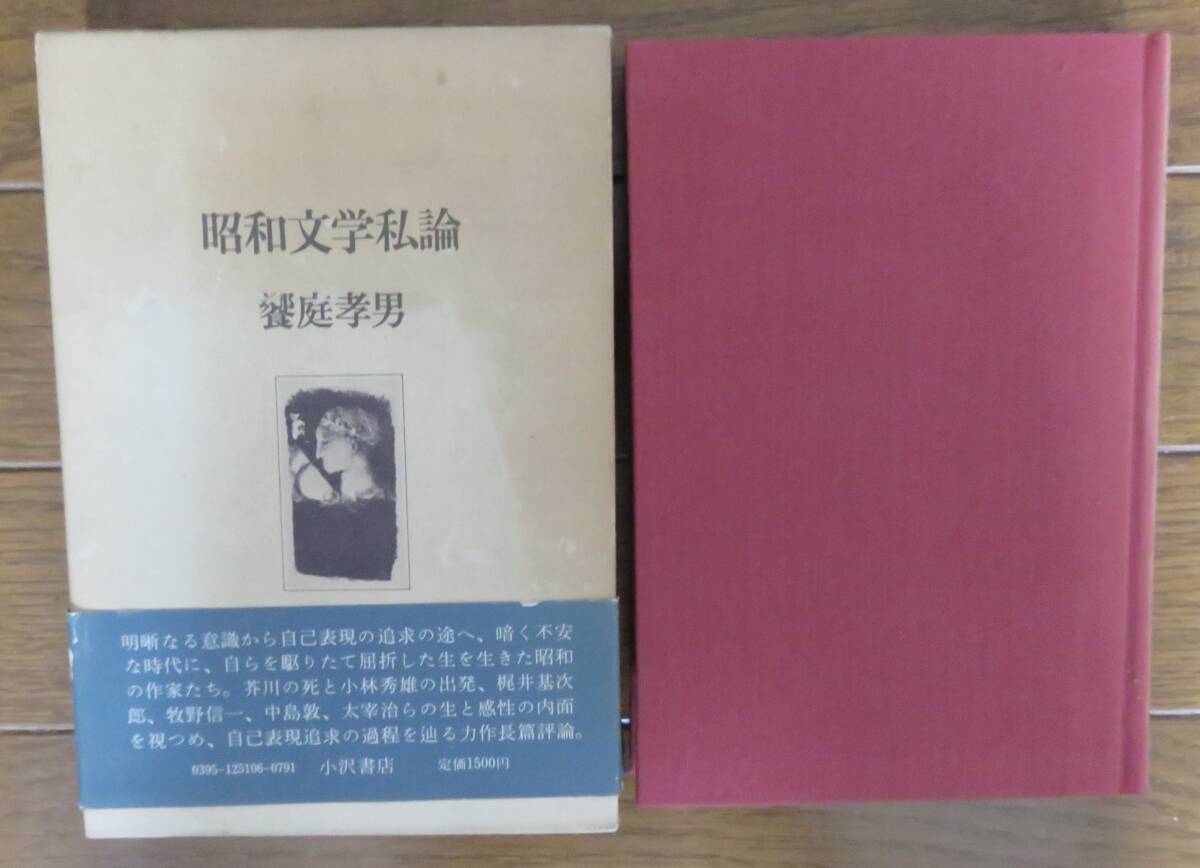 昭和文学私論
饗庭孝男
明晰なる意識から自己表現の追求の途へ、暗く不安
な時代に、自らを駆りたて屈折した生を生きた昭和
の作家たち。芥川の死と小林秀雄の出発、梶井基次
郎、牧野信一、中島敦、太宰治らの生と感性の内面
を視つめ、自己表現追求の過程を辿る力作長篇評論。
0395-125106-0791 小沢書店 定価1500円